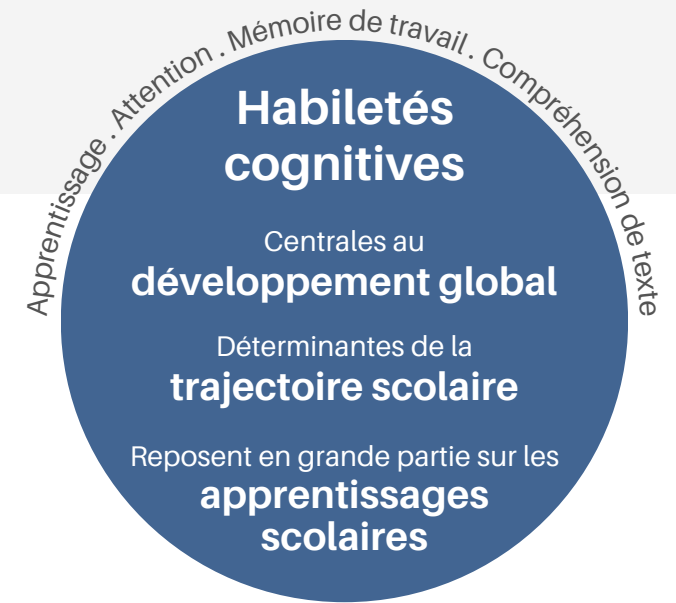 Apprentissage . Attention . Mémoire de travail . Compréhension de texte
Habiletés
cognitives
Centrales au
développement global
Déterminantes de la
trajectoire scolaire
Reposent en grande partie sur les
apprentissages
scolaires